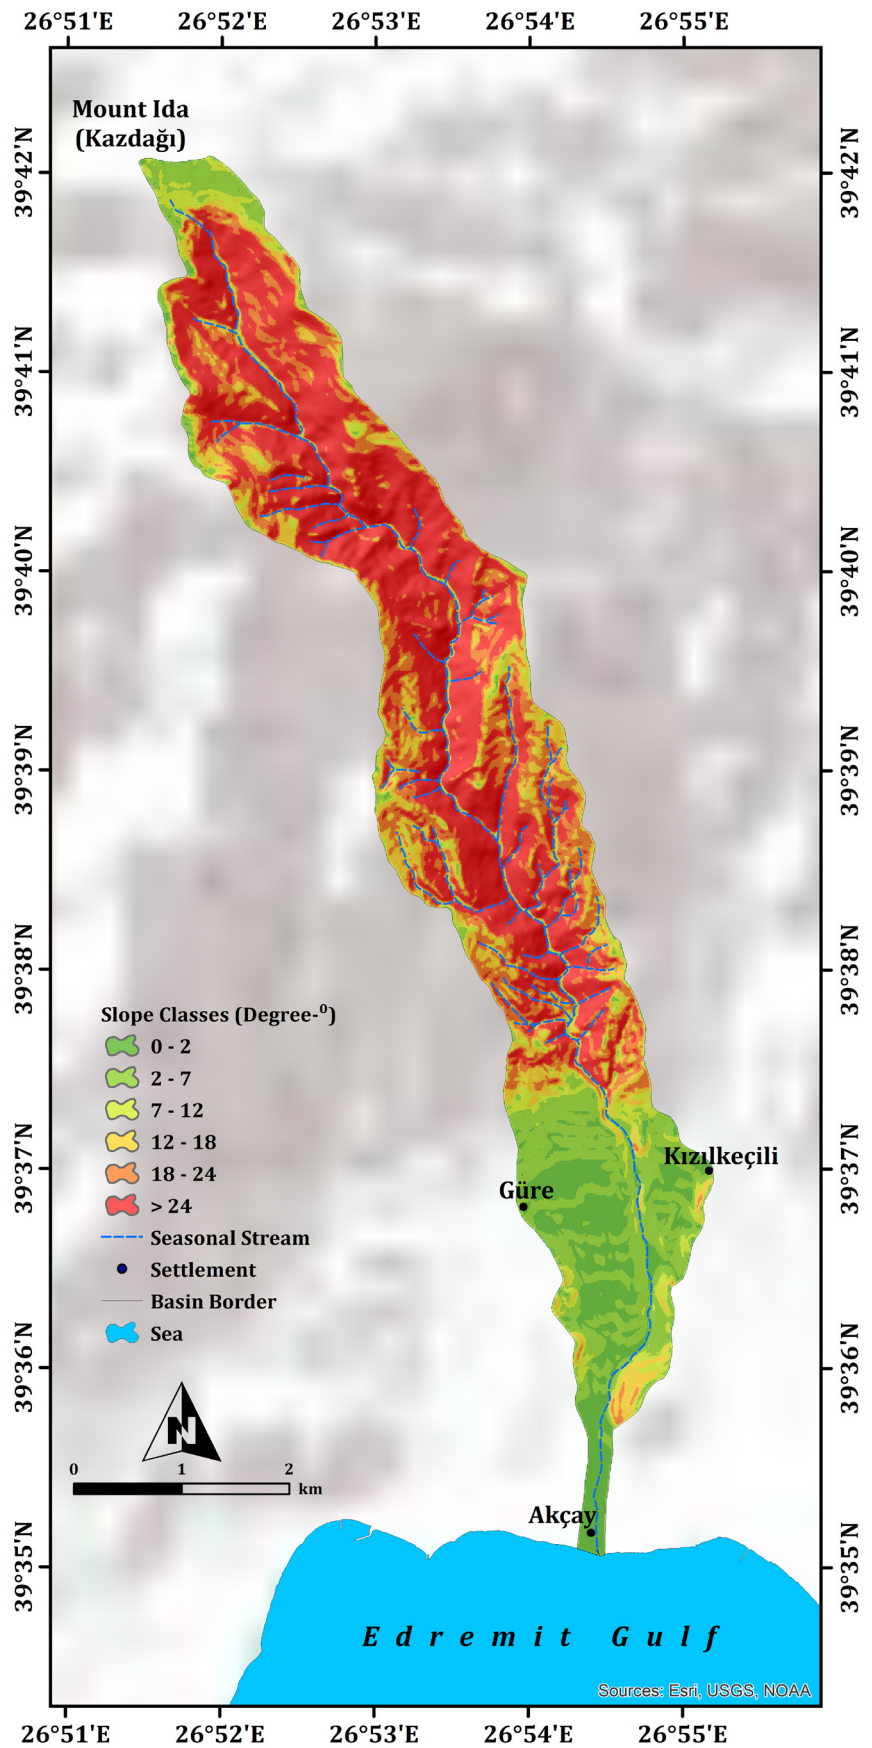 26°51'E 26°52'E 26°53'E 26°54'E 26°55'E
Mount Ida
(Kazdağı)
39°42'N 39°42'N
39°41'N 39°41'N
39°40'N 39°40'N
39°39'N 39°39'N
39°38'N 39°38'N
Slope Classes (Degree-⁰)
0 - 2
2 - 7
7 - 12
12 - 18
18 - 24
> 24
Seasonal Stream
Settlement
Basin Border
Sea
39°37'N 39°37'N
Kızılkeçili
Güre
39°36'N 39°36'N
N
0 1 2
km
Akçay
39°35'N 39°35'N
Edremit Gulf
Sources: Esri, USGS, NOAA
26°51'E 26°52'E 26°53'E 26°54'E 26°55'E